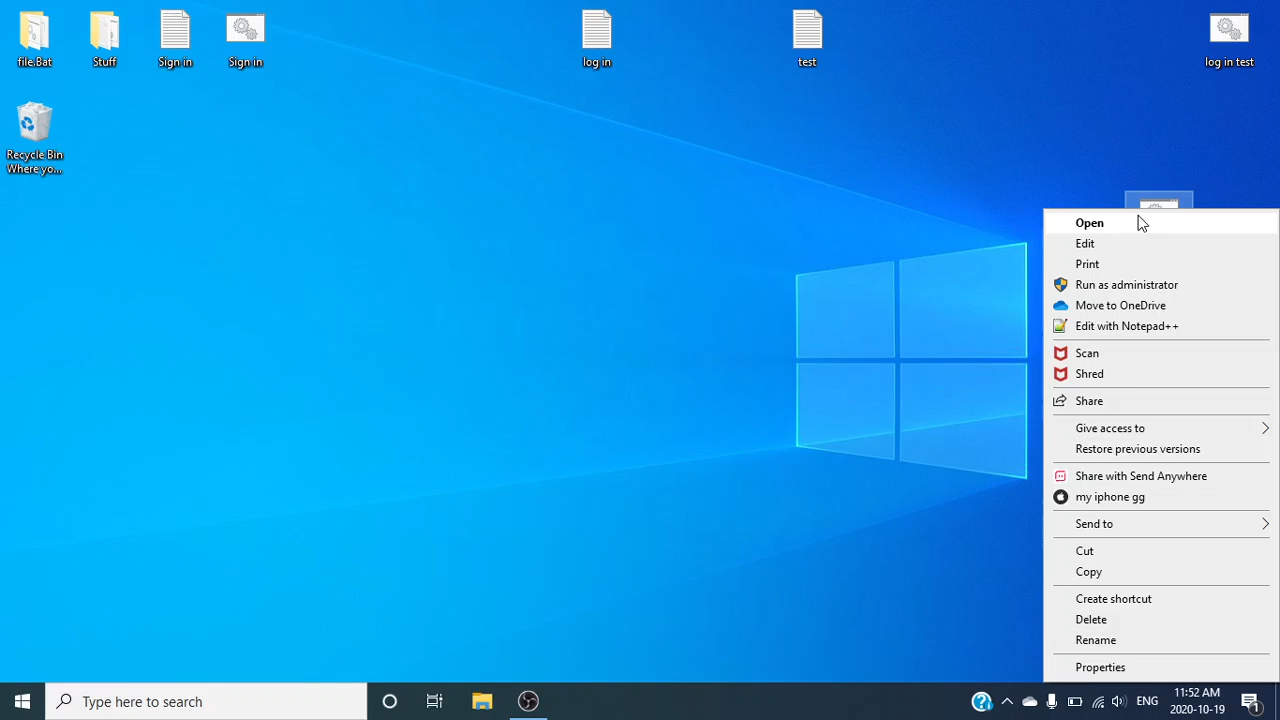 file.Bat
Stuff
Sign in
Sign in
log in
test
log in test
Recycle Bin
Where yo...
Open
Edit
Print
Run as administrator
Move to OneDrive
Edit with Notepad++
Scan
Shred
Share
Give access to
Restore previous versions
Share with Send Anywhere
my iphone gg
Send to
Cut
Copy
Create shortcut
Delete
Rename
Properties
Type here to search
ENG
11:52 AM
2020-10-19
1